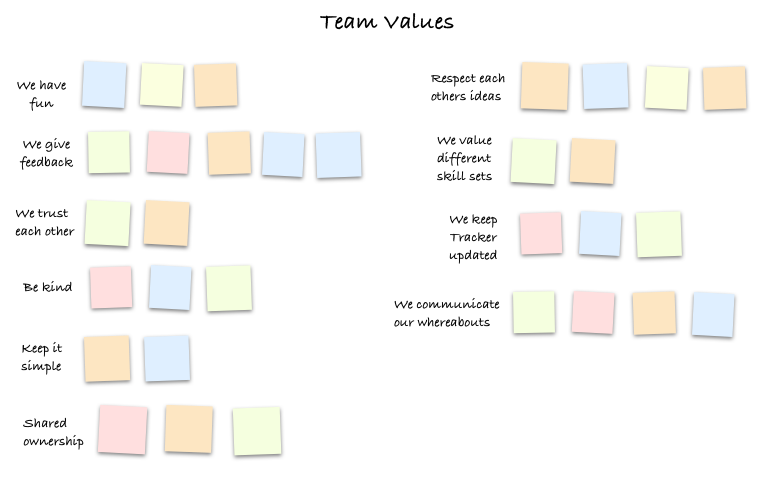 Team Values
We have
fun
We give
feedback
We trust
each other
Be kind
Keep it
simple
Shared
ownership
Respect each
others ideas
We value
different
skill sets
We keep
Tracker
updated
We communicate
our whereabouts